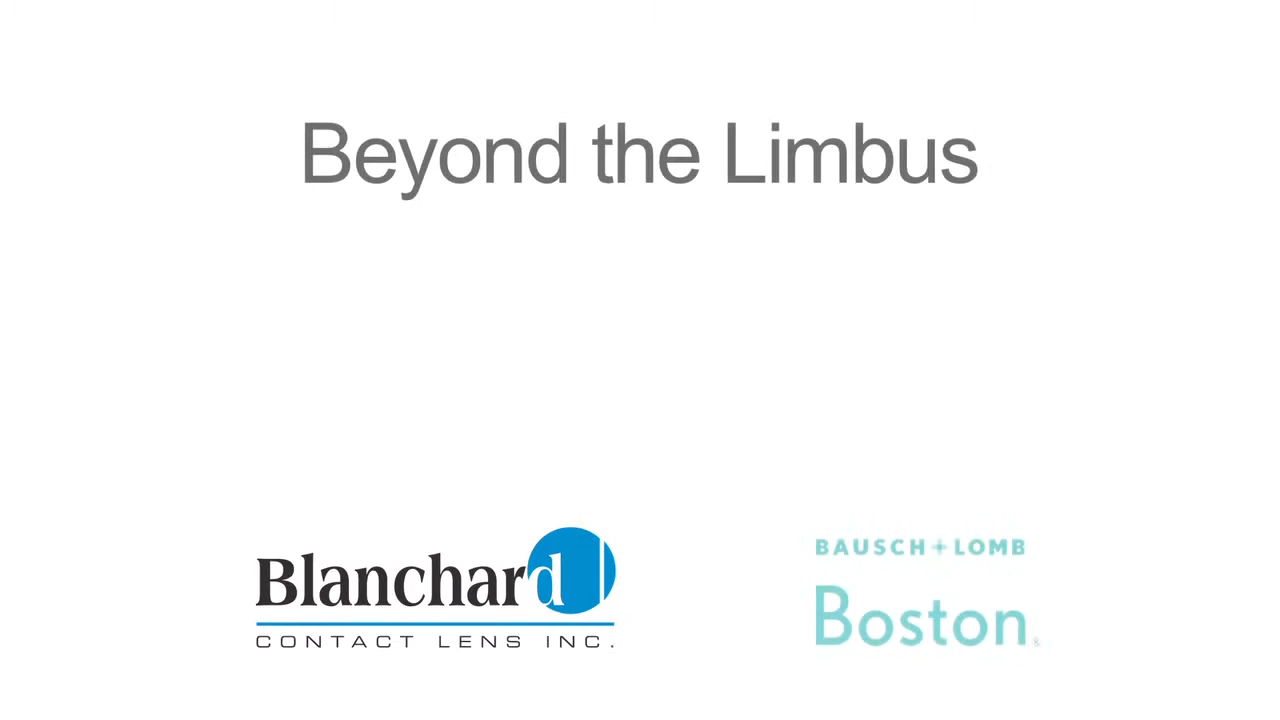 Beyond the Limbus
Blanchard
CONTACT LENS INC.
BAUSCH + LOMB
Boston®